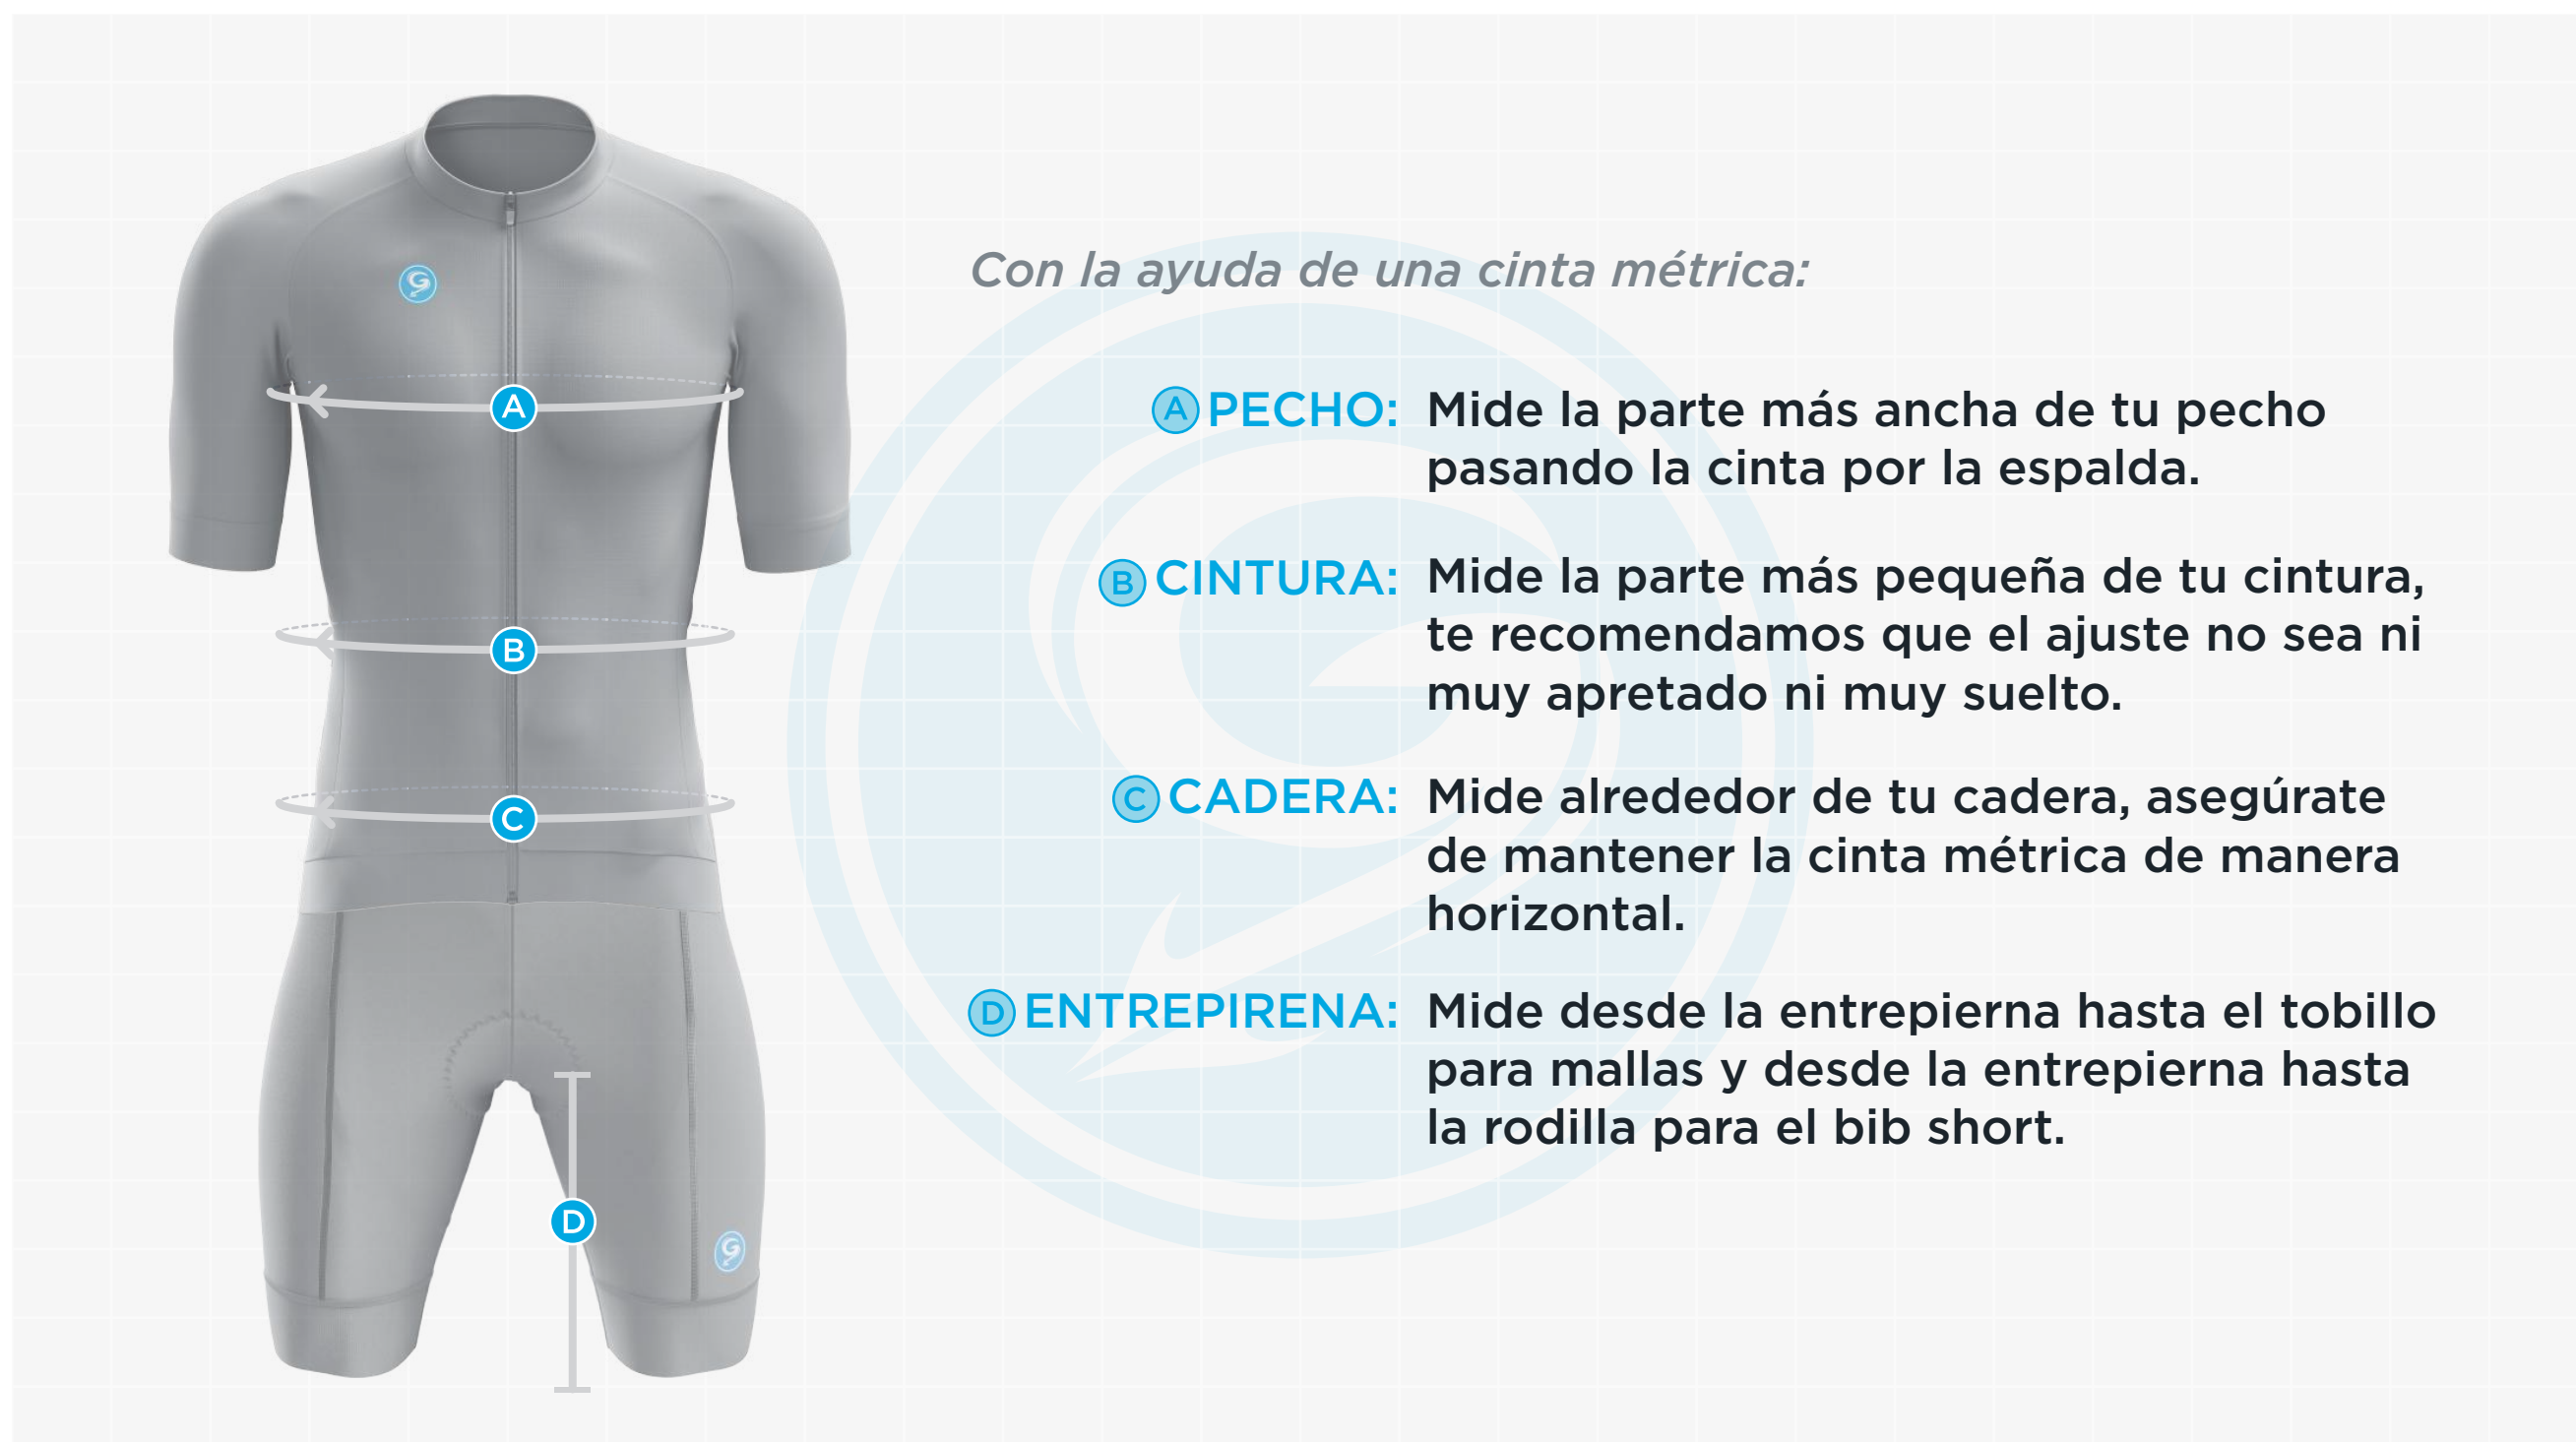 Con la ayuda de una cinta métrica:
A PECHO: Mide la parte más ancha de tu pecho
pasando la cinta por la espalda.
B CINTURA: Mide la parte más pequeña de tu cintura,
te recomendamos que el ajuste no sea ni
muy apretado ni muy suelto.
C CADERA: Mide alrededor de tu cadera, asegúrate
de mantener la cinta métrica de manera
horizontal.
D ENTREPIRENA: Mide desde la entrepierna hasta el tobillo
para mallas y desde la entrepierna hasta
la rodilla para el bib short.
A
B
C
D